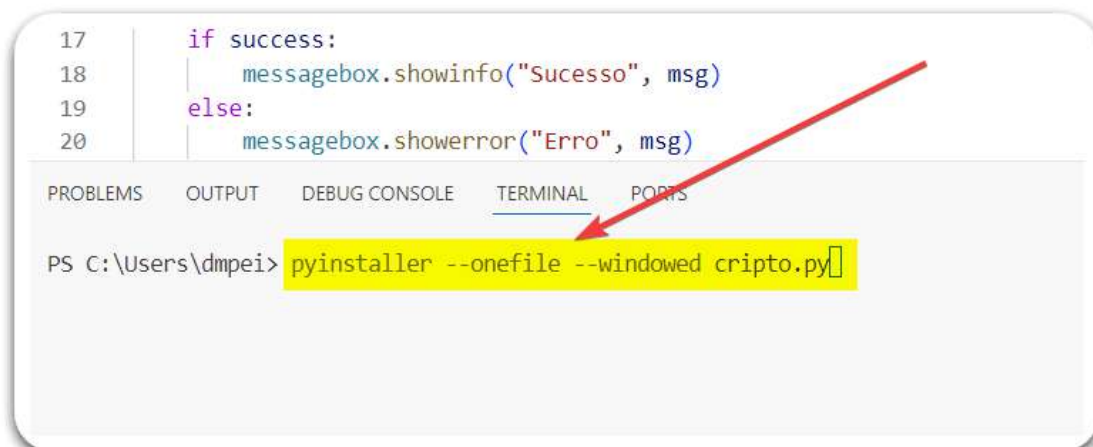 17 if success:
18 messagebox.showinfo("Sucesso", msg)
19 else:
20 messagebox.showerror("Erro", msg)
PROBLEMS OUTPUT DEBUG CONSOLE TERMINAL PORTS
PS C:\Users\dmpei> pyinstaller --onefile --windowed cripto.py